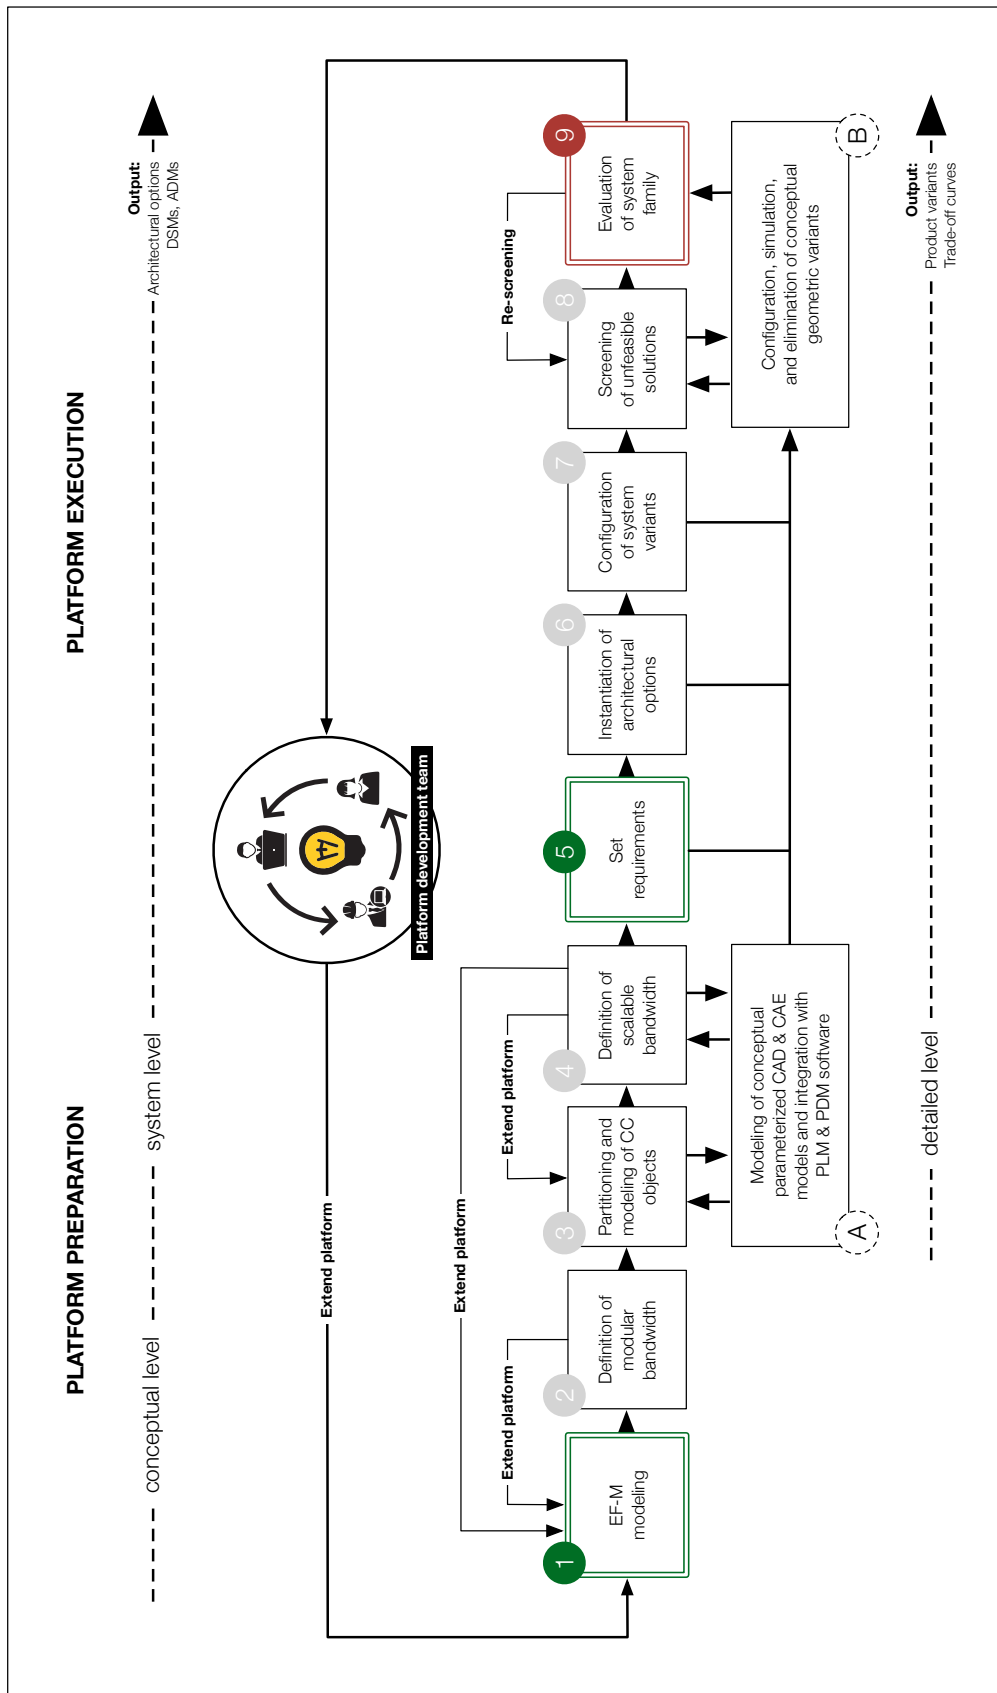 PLATFORM PREPARATION
PLATFORM EXECUTION
conceptual level
system level
Output:
Architectural options
DSMs, ADMs
Extend platform
Platform development team
Extend platform
Extend platform
Extend platform
Re-screening
1
EF-M
modeling
2
Definition of
modular
bandwidth
3
Partitioning and
modeling of CC
objects
4
Definition of
scalable
bandwidth
5
Set
requirements
6
Instantiation of
architectural
options
7
Configuration
of system
variants
8
Screening
of unfeasible
solutions
9
Evaluation
of system
family
A
Modeling of conceptual
parameterized CAD & CAE
models and integration with
PLM & PDM software
B
Configuration, simulation,
and elimination of conceptual
geometric variants
detailed level
Output:
Product variants
Trade-off curves